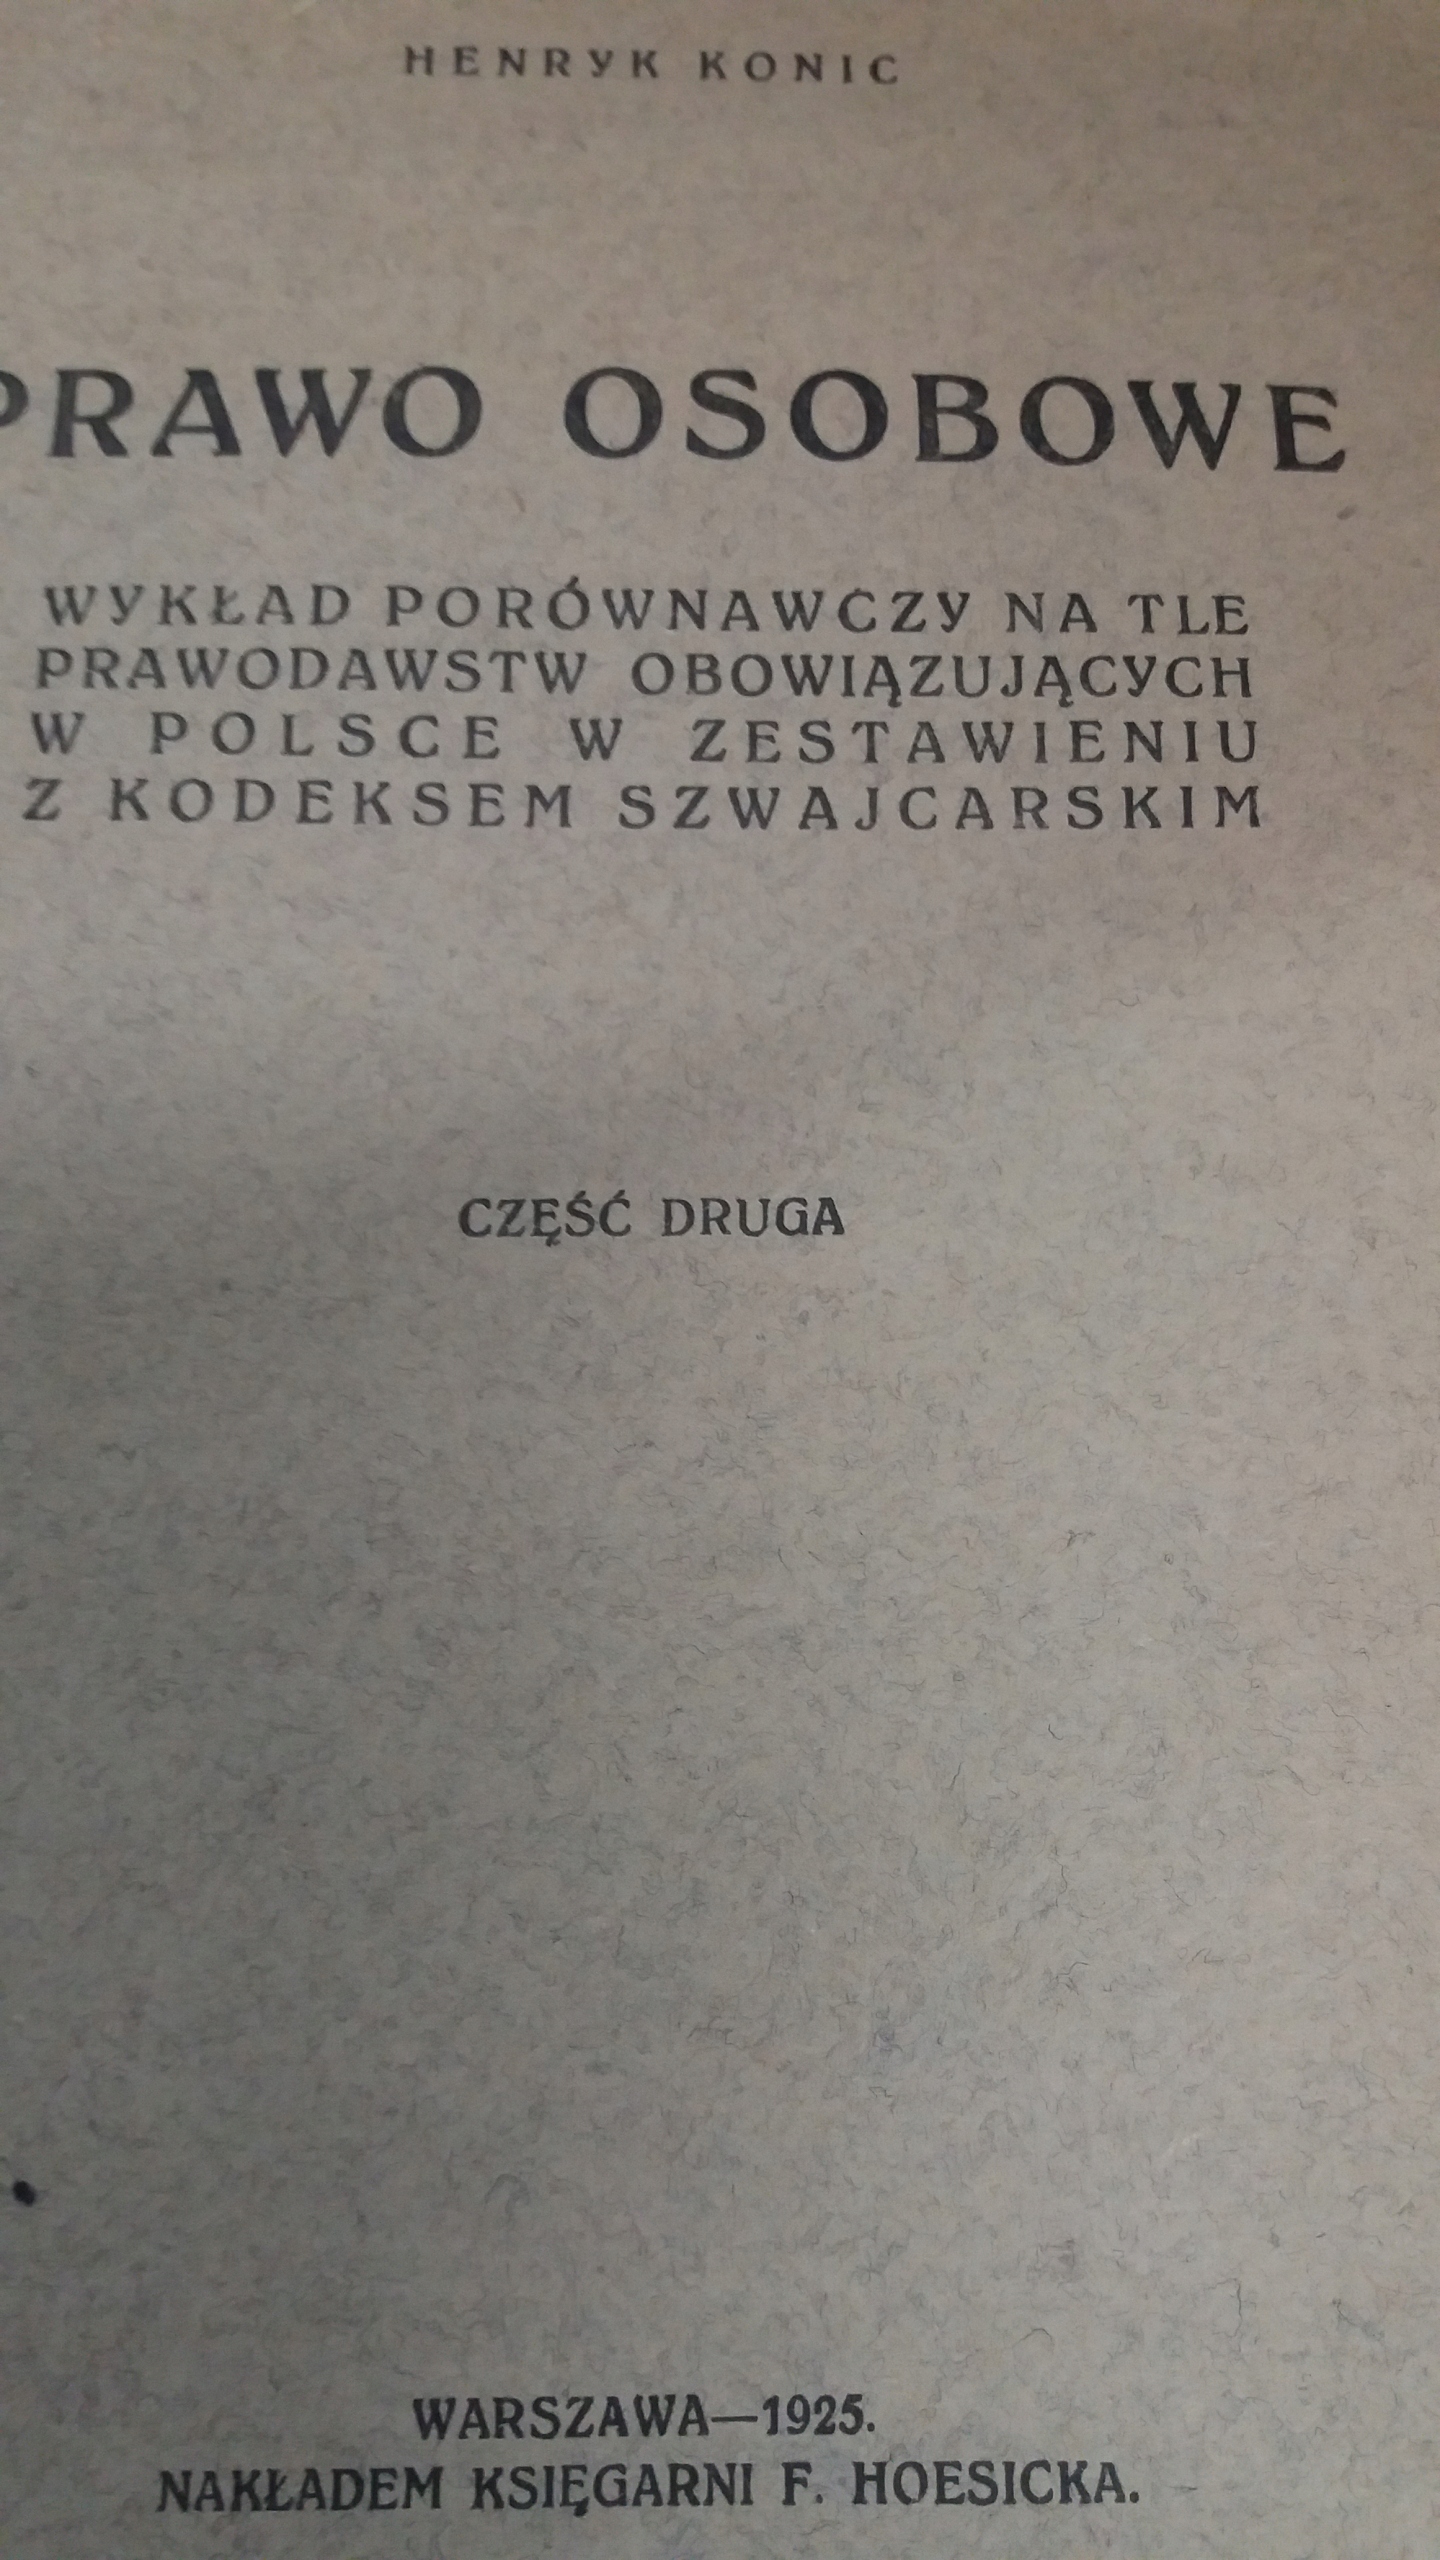 HENRYK KONIC
PRAWO OSOBOWE
WYKŁAD PORÓWNAWCZY NA TLE
PRAWODAWSTW OBOWIĄZUJĄCYCH
W POLSCE W ZESTAWIENIU
Z KODEKSEM SZWAJCARSKIM
CZĘŚĆ DRUGA
WARSZAWA—1925.
NAKŁADEM KSIĘGARNI F. HOESICKA.